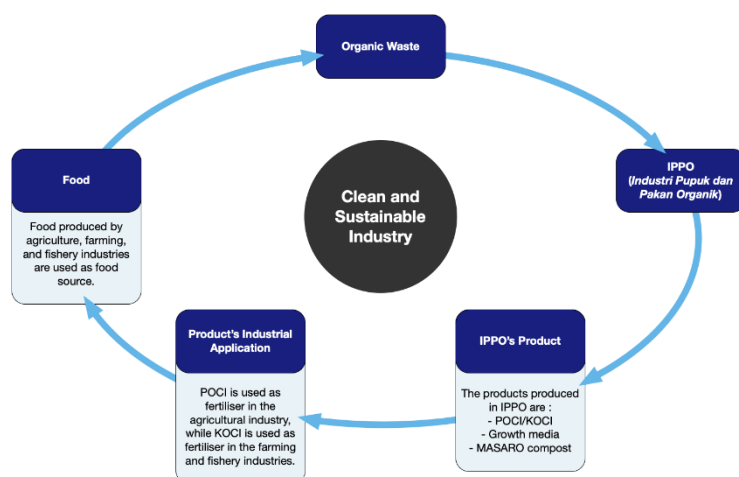 Organic Waste
IPPO
(Industri Pupuk dan
Pakan Organik)
Food
Food produced by
agriculture, farming,
and fishery industries
are used as food
source.
Clean and
Sustainable
Industry
Product's Industrial
Application
POCI is used as
fertiliser in the
agricultural industry,
while KOCI is used as
fertiliser in the farming
and fishery industries.
IPPO's Product
The products produced
in IPPO are :
- POCI/KOCI
- Growth media
- MASARO compost